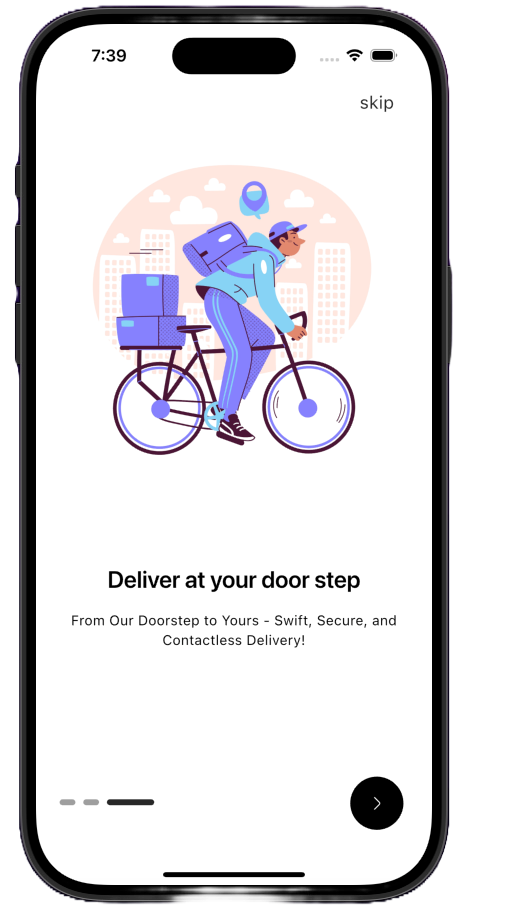 7:39
skip
Deliver at your door step
From Our Doorstep to Yours - Swift, Secure, and
Contactless Delivery!